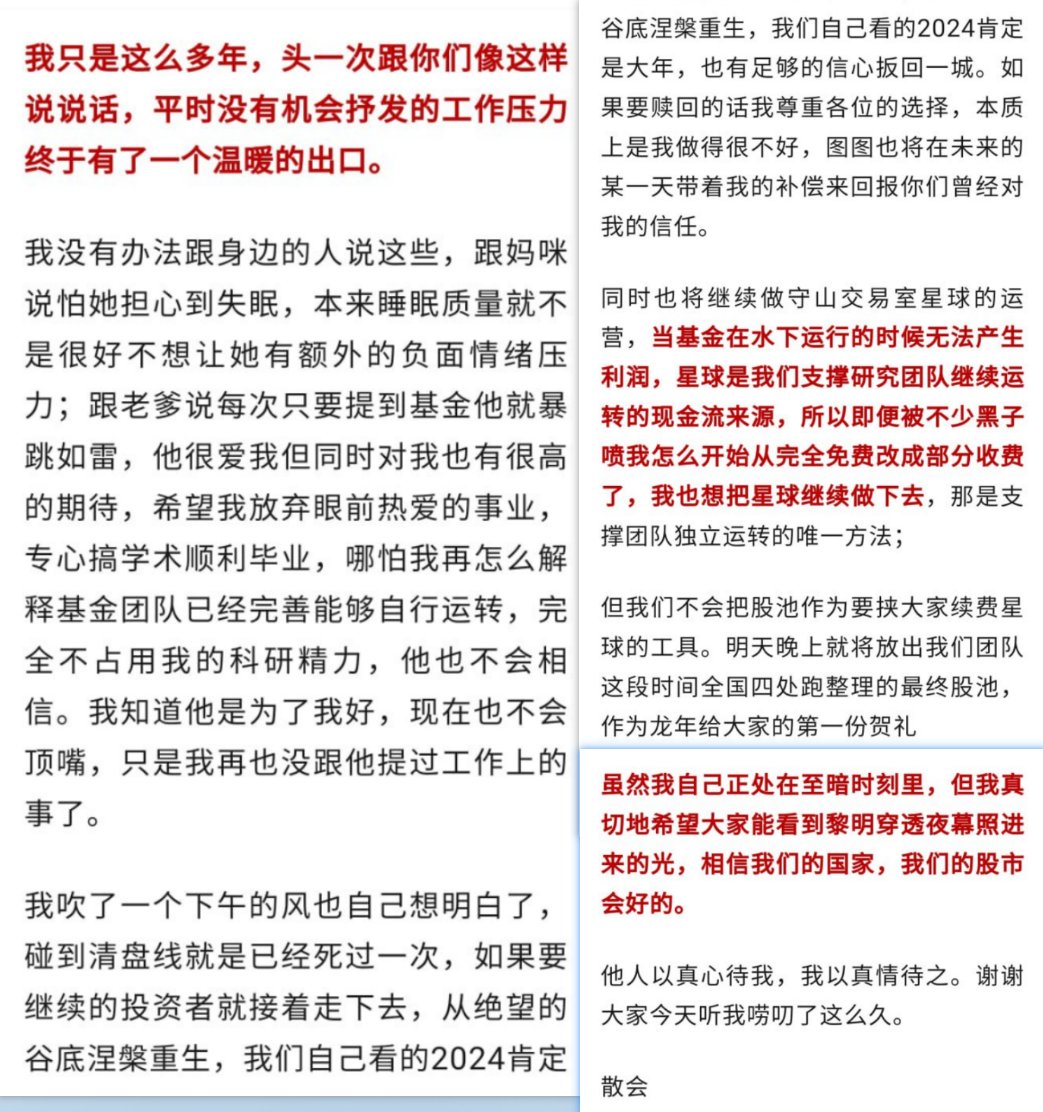 我只是这么多年，头一次跟你们像这样
说说话，平时没有机会抒发的工作压力
终于有了一个温暖的出口。
我没有办法跟身边的人说这些，跟妈咪
说怕她担心到失眠，本来睡眠质量就不
是很好不想让她有额外的负面情绪压
力；跟老爹说每次只要提到基金他就暴
跳如雷，他很爱我但同时对我也有很高
的期待，希望我放弃眼前热爱的事业，
专心搞学术顺利毕业，哪怕我再怎么解
释基金团队已经完善能够自行运转，完
全不占用我的科研精力，他也不会相
信。我知道他是为了我好，现在也不会
顶嘴，只是我再也没跟他提过工作上的
事了。
我吹了一个下午的风也自己想明白了，
碰到清盘线就是已经死过一次，如果要
继续的投资者就接着走下去，从绝望的
谷底涅槃重生，我们自己看的2024肯定
谷底涅槃重生，我们自己看的2024肯定
是大年，也有足够的信心扳回一城。如
果要赎回的话我尊重各位的选择，本质
上是我做得很不好，图图也将在未来的
某一天带着我的补偿来回报你们曾经对
我的信任。
同时也将继续做守山交易室星球的运
营，当基金在水下运行的时候无法产生
利润，星球是我们支撑研究团队继续运
转的现金流来源，所以即便被不少黑子
喷我怎么开始从完全免费改成部分收费
了，我也想把星球继续做下去，那是支
撑团队独立运转的唯一方法；
但我们不会把股池作为要挟大家续费星
球的工具。明天晚上就将放出我们团队
这段时间全国四处跑整理的最终股池，
作为龙年给大家的第一份贺礼
虽然我自己正处在至暗时刻里，但我真
切地希望大家能看到黎明穿透夜幕照进
来的光，相信我们的国家，我们的股市
会好的。
他人以真心待我，我以真情待之。谢谢
大家今天听我唠叨了这么久。
散会